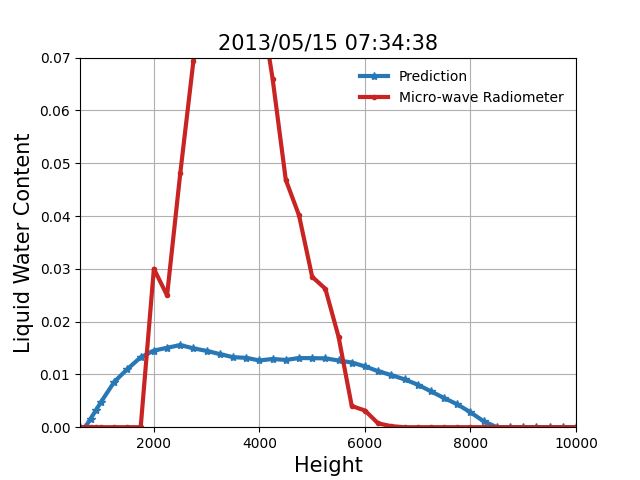 2013/05/15 07:34:38
Prediction
Micro-wave Radiometer
Liquid Water Content
0.07
0.06
0.05
0.04
0.03
0.02
0.01
0.00
2000 4000 6000 8000 10000
Height